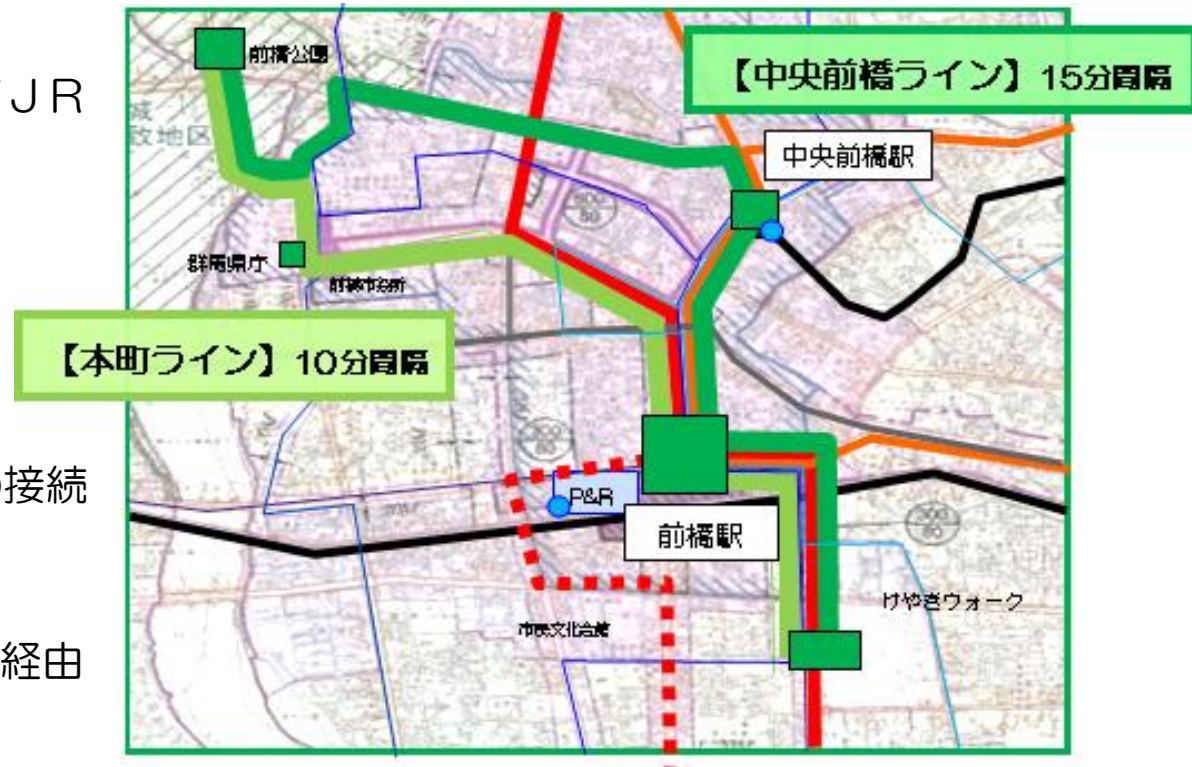 ＪＲ
前橋公園
【中央前橋ライン】15分間隔
政地区
中央前橋駅
群馬県庁
前橋市役所
【本町ライン】10分間隔
接続
P&R
前橋駅
けやきウォーク
市民文化会館
経由